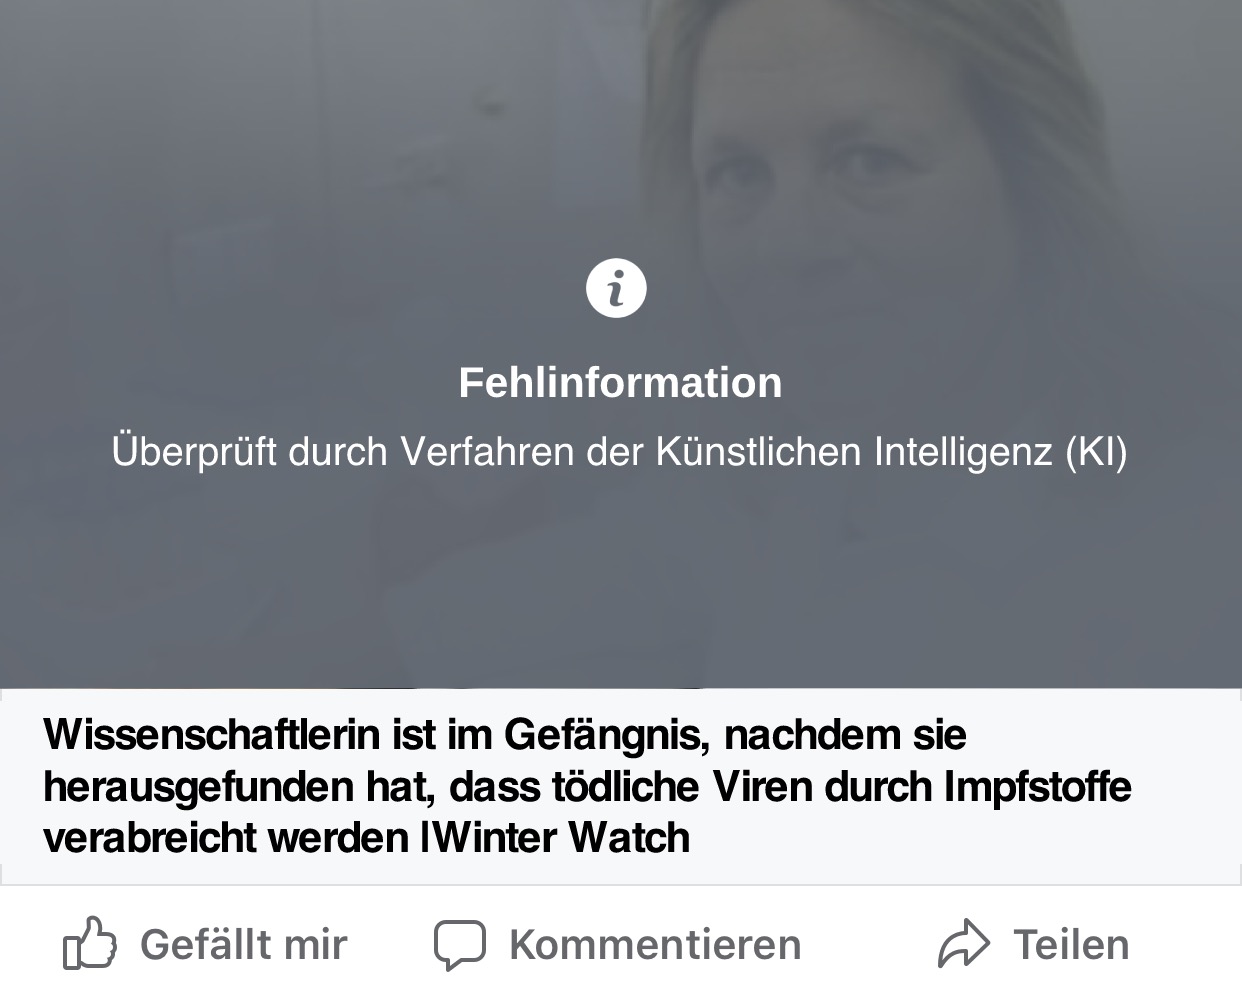 Fehlinformation
Überprüft durch Verfahren der Künstlichen Intelligenz (KI)
Wissenschaftlerin ist im Gefängnis, nachdem sie
herausgefunden hat, dass tödliche Viren durch Impfstoffe
verabreicht werden |Winter Watch
Gefällt mir Kommentieren Teilen